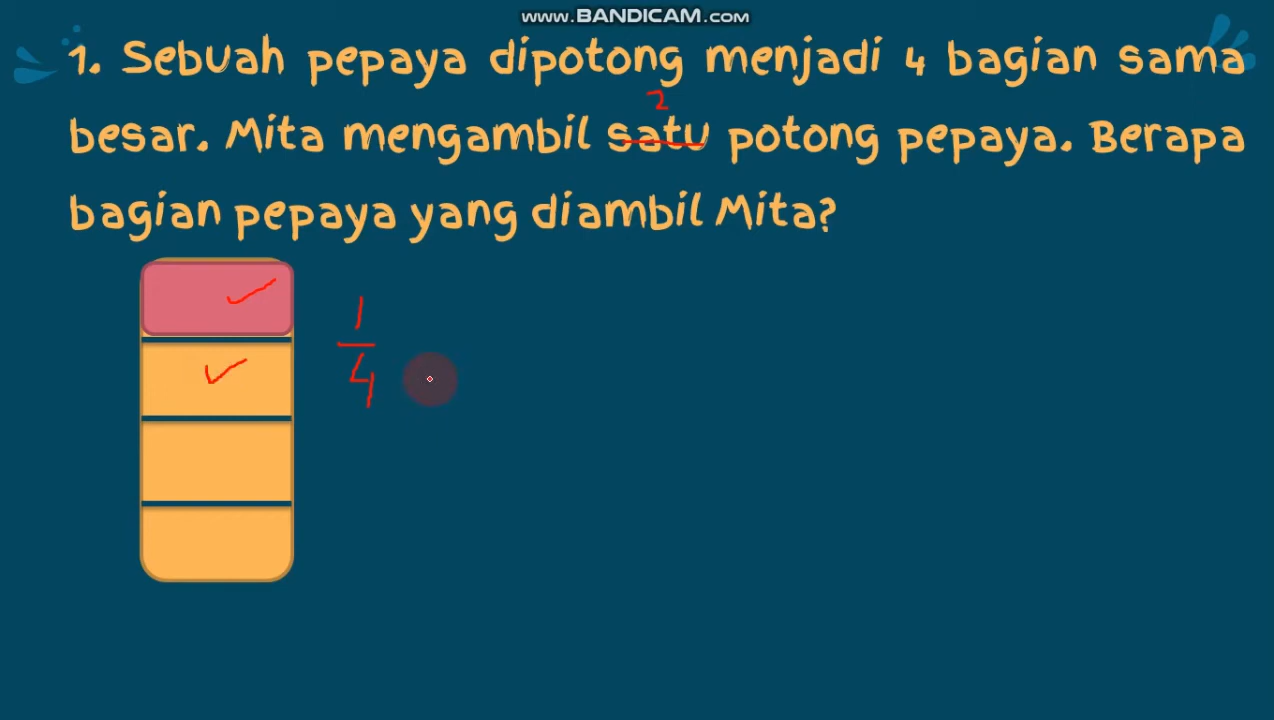 www.BANDICAM.com
1. Sebuah pepaya dipotong menjadi 4 bagian sama
2
besar. Mita mengambil satu potong pepaya. Berapa
bagian pepaya yang diambil Mita?
1
4